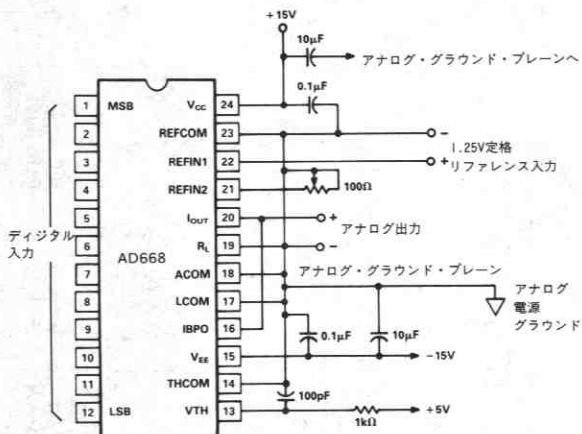 +15V
10μF
アナログ・グラウンド・プレーンへ
0.1μF
1 MSB VCC 24
2 REFCOM 23 −
3 REFIN1 22 + 1.25V定格
リファレンス入力
4 REFIN2 21 100Ω
5 IOUT 20 + アナログ出力
ディジタル
入力
6 RL 19 −
AD668
7 ACOM 18 アナログ・グラウンド・プレーン
8 LCOM 17 アナログ
電源
グラウンド
9 IBPO 16 0.1μF 10μF
10 VEE 15 −15V
11 THCOM 14 100pF
12 LSB VTH 13 1kΩ +5V